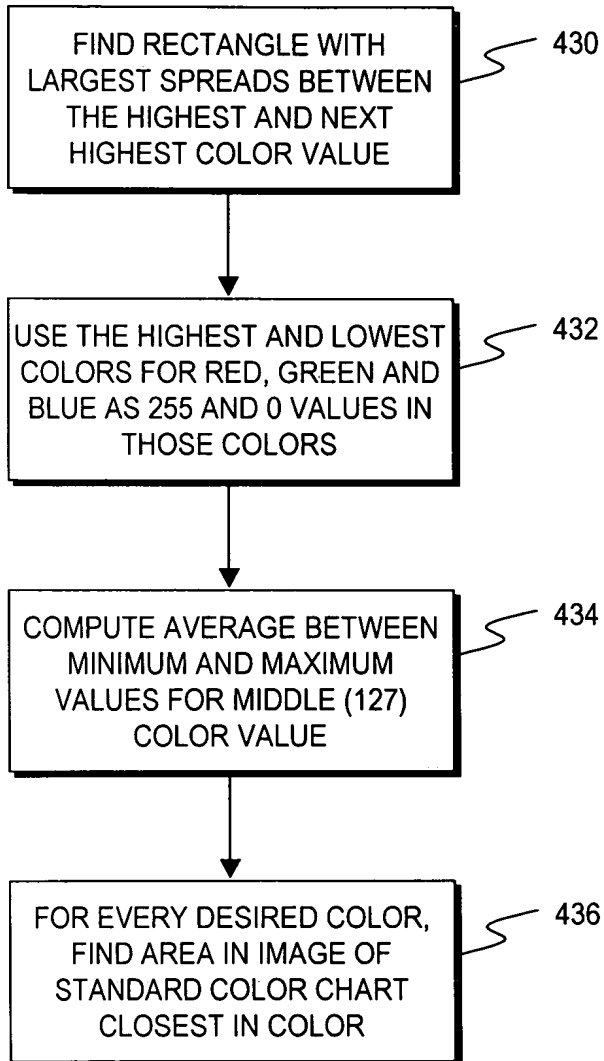 FIND RECTANGLE WITH
LARGEST SPREADS BETWEEN
THE HIGHEST AND NEXT
HIGHEST COLOR VALUE
430
USE THE HIGHEST AND LOWEST
COLORS FOR RED, GREEN AND
BLUE AS 255 AND 0 VALUES IN
THOSE COLORS
432
COMPUTE AVERAGE BETWEEN
MINIMUM AND MAXIMUM
VALUES FOR MIDDLE (127)
COLOR VALUE
434
FOR EVERY DESIRED COLOR,
FIND AREA IN IMAGE OF
STANDARD COLOR CHART
CLOSEST IN COLOR
436